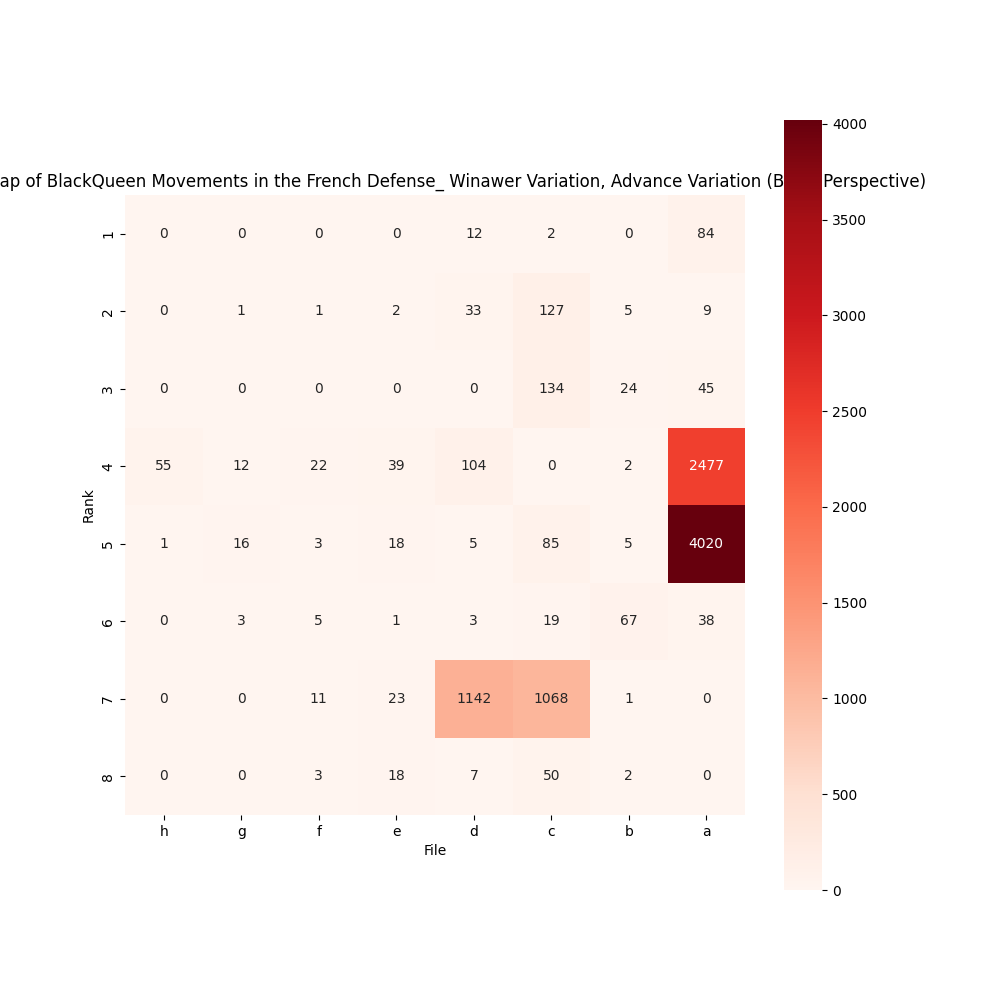 4000
ap of BlackQueen Movements in the French Defense_ Winawer Variation, Advance Variation (B Perspective)
3500
1 0 0 0 0 12 2 0 84
3000
2 0 1 1 2 33 127 5 9
3 0 0 0 0 0 134 24 45
2500
4 55 12 22 39 104 0 2 2477
Rank
2000
5 1 16 3 18 5 85 5 4020
1500
6 0 3 5 1 3 19 67 38
7 0 0 11 23 1142 1068 1 0
1000
8 0 0 3 18 7 50 2 0
500
h g f e d c b a
File
0